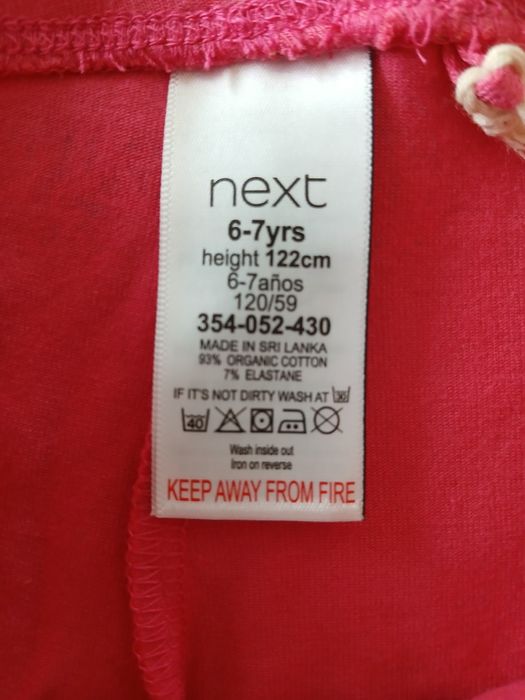 next
6-7yrs
height 122cm
6-7años
120/59
354-052-430
MADE IN SRI LANKA
93% ORGANIC COTTON
7% ELASTANE
IF IT'S NOT DIRTY WASH AT 30
40
Wash inside out
Iron on reverse
KEEP AWAY FROM FIRE